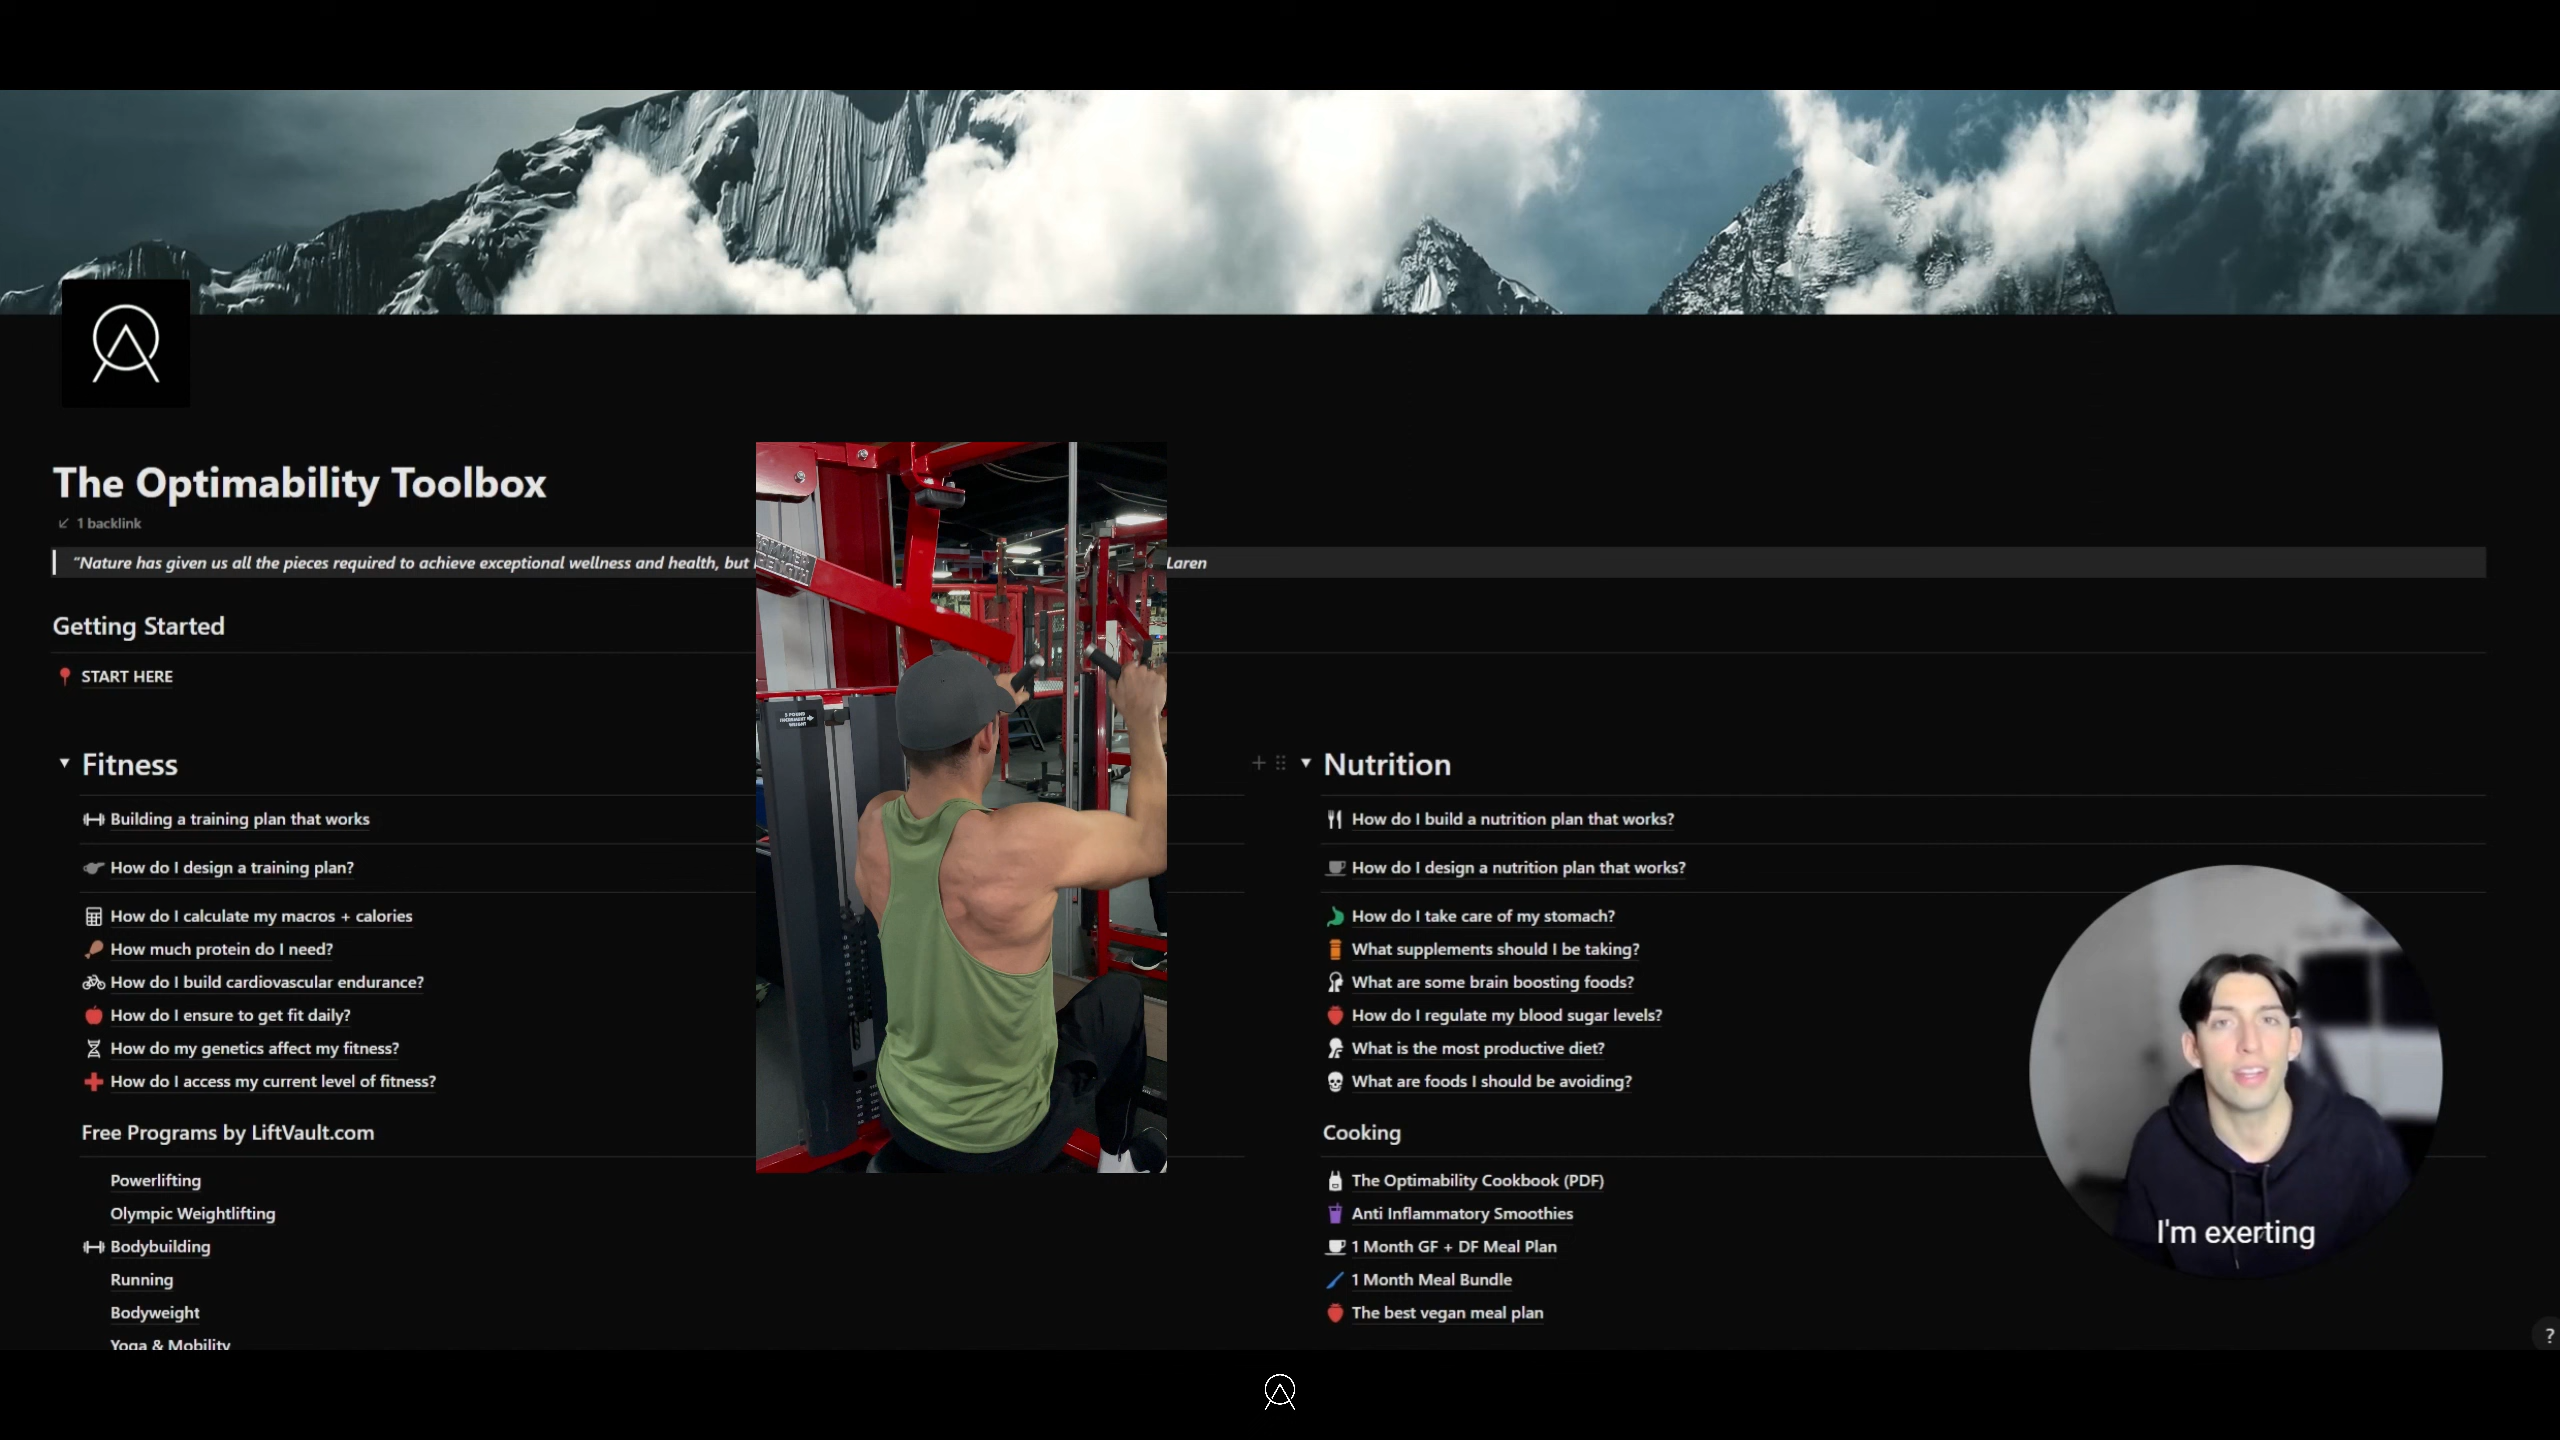 The Optimability Toolbox
1 backlink
"Nature has given us all the pieces required to achieve exceptional wellness and health, but
Laren
Getting Started
START HERE
Fitness
Building a training plan that works
How do I design a training plan?
How do I calculate my macros + calories
How much protein do I need?
How do I build cardiovascular endurance?
How do I ensure to get fit daily?
How do my genetics affect my fitness?
How do I access my current level of fitness?
Free Programs by LiftVault.com
Powerlifting
Olympic Weightlifting
Bodybuilding
Running
Bodyweight
Yoga & Mobility
Nutrition
How do I build a nutrition plan that works?
How do I design a nutrition plan that works?
How do I take care of my stomach?
What supplements should I be taking?
What are some brain boosting foods?
How do I regulate my blood sugar levels?
What is the most productive diet?
What are foods I should be avoiding?
Cooking
The Optimability Cookbook (PDF)
Anti Inflammatory Smoothies
1 Month GF + DF Meal Plan
1 Month Meal Bundle
The best vegan meal plan
I'm exerting
?